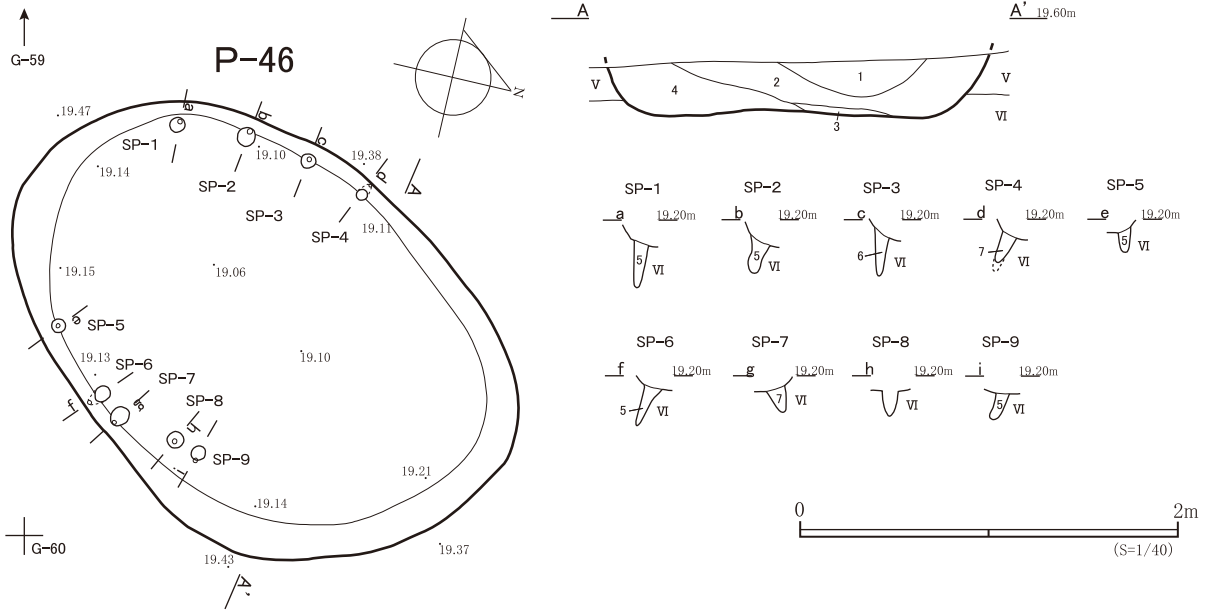 G-59
P-46
N
19.47
a
b
c
19.38
d
A
SP-1
19.10
19.14
SP-2
SP-3
SP-4
19.11
19.15
19.06
e
SP-5
19.13
SP-6
19.10
SP-7
f
g
SP-8
h
SP-9
i
19.21
19.14
G-60
19.43
19.37
A'
A A' 19.60m
V 4 2 1 V
VI
3
VI
SP-1 SP-2 SP-3 SP-4 SP-5
a 19.20m b 19.20m c 19.20m d 19.20m e 19.20m
5 VI 5 VI 6 VI 7 VI 5 VI
SP-6 SP-7 SP-8 SP-9
f 19.20m g 19.20m h 19.20m i 19.20m
5 VI 7 VI VI 5 VI
0 2m
(S=1/40)